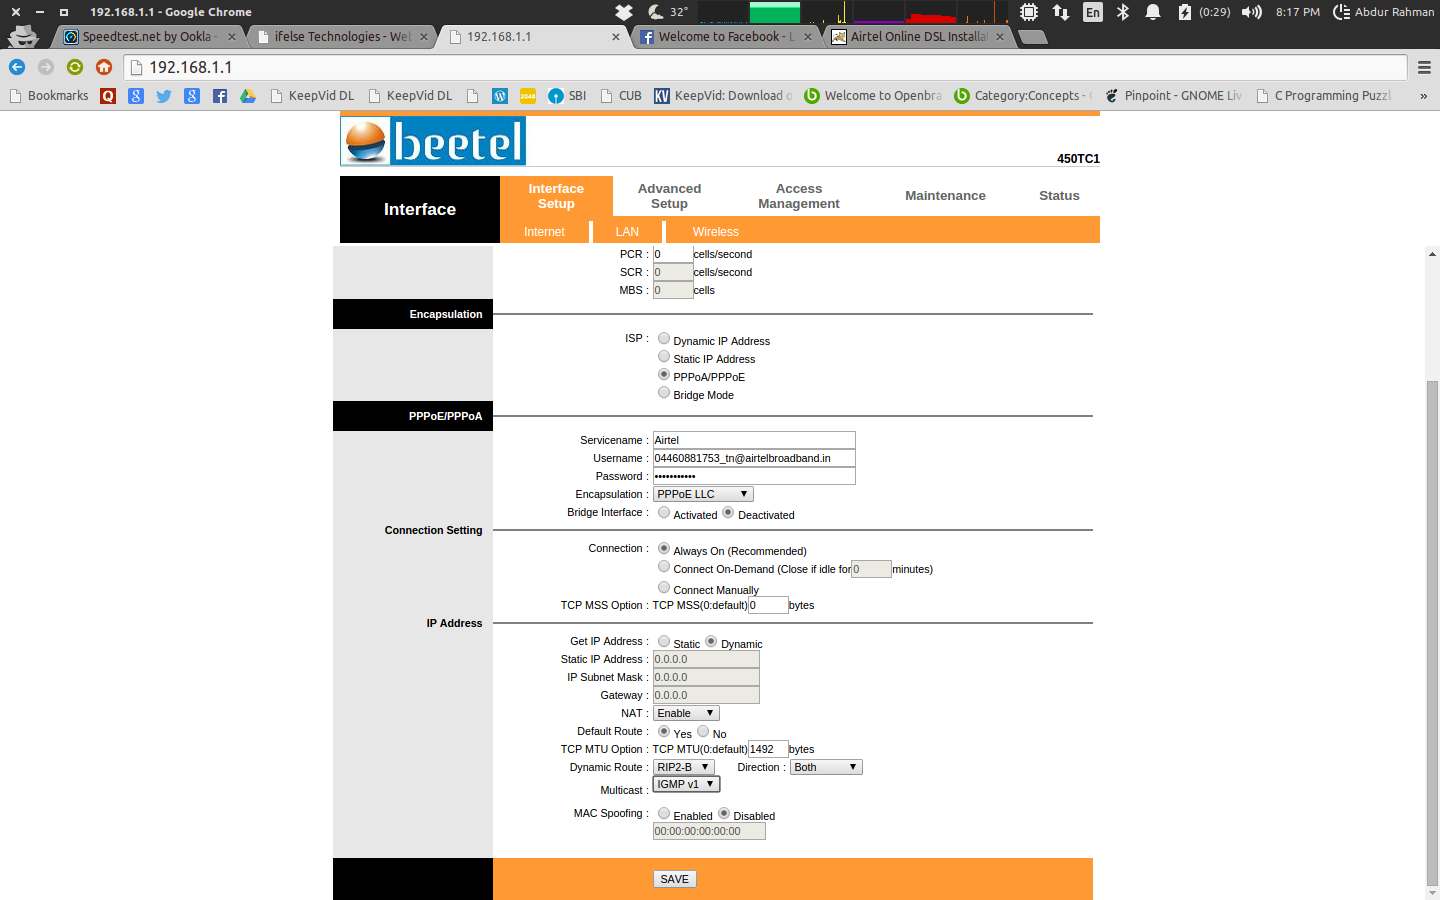 192.168.1.1 - Google Chrome
32° En (0:29) 8:17 PM Abdur Rahman
Speedtest.net by Ookla -
ifelse Technologies - Web
192.168.1.1
Welcome to Facebook - L
Airtel Online DSL Installat
192.168.1.1
Bookmarks KeepVid DL KeepVid DL 2048 SBI CUB KV KeepVid: Download o Welcome to Openbra Category:Concepts - Pinpoint - GNOME Liv C Programming Puzzl »
beetel
450TC1
Interface
Interface Setup
Advanced Setup
Access Management
Maintenance
Status
Internet LAN Wireless
PCR : 0 cells/second
SCR : 0 cells/second
MBS : 0 cells
Encapsulation
ISP : Dynamic IP Address
Static IP Address
PPPoA/PPPoE
Bridge Mode
PPPoE/PPPoA
Servicename : Airtel
Username : 04460881753_tn@airtelbroadband.in
Password : •••••••••••
Encapsulation : PPPoE LLC
Bridge Interface : Activated Deactivated
Connection Setting
Connection : Always On (Recommended)
Connect On-Demand (Close if idle for 0 minutes)
Connect Manually
TCP MSS Option : TCP MSS(0:default) 0 bytes
IP Address
Get IP Address : Static Dynamic
Static IP Address : 0.0.0.0
IP Subnet Mask : 0.0.0.0
Gateway : 0.0.0.0
NAT : Enable
Default Route : Yes No
TCP MTU Option : TCP MTU(0:default) 1492 bytes
Dynamic Route : RIP2-B Direction : Both
Multicast : IGMP v1
MAC Spoofing : Enabled Disabled
00:00:00:00:00:00
SAVE